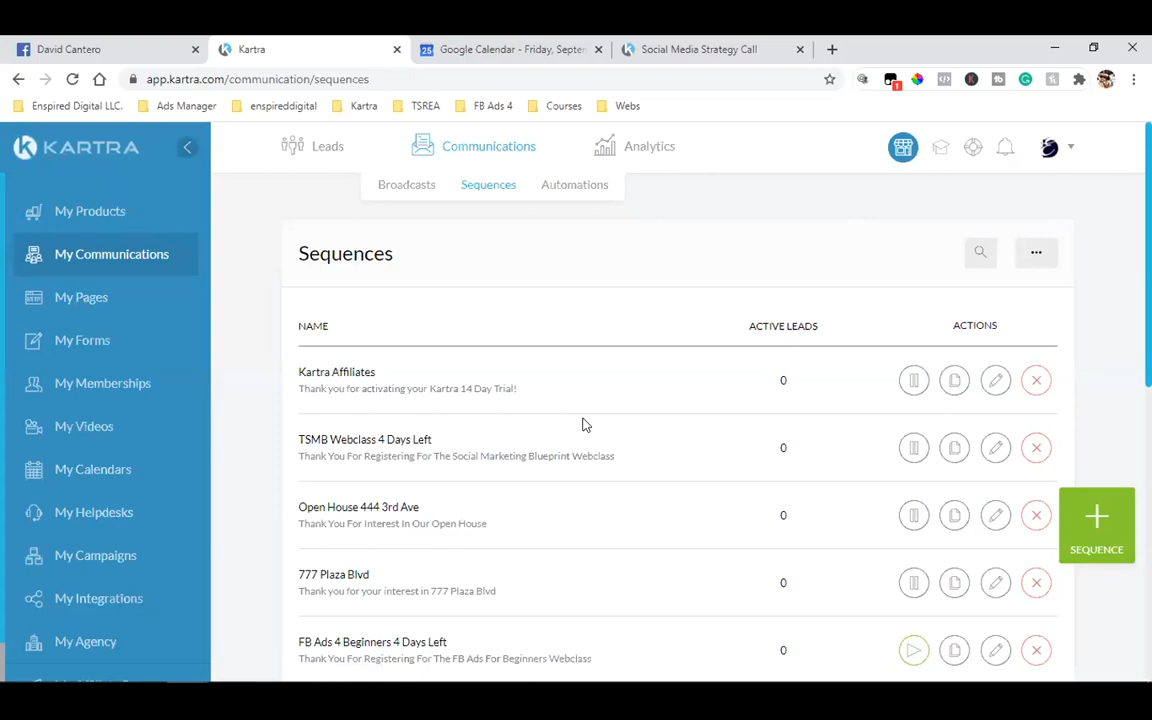 David Cantero
Kartra
25 Google Calendar - Friday, Septen
Social Media Strategy Call
app.kartra.com/communication/sequences
1
Enspired Digital LLC.
Ads Manager
enspireddigital
Kartra
TSREA
FB Ads 4
Courses
Webs
KARTRA
Leads
Communications
Analytics
Broadcasts
Sequences
Automations
My Products
My Communications
My Pages
My Forms
My Memberships
My Videos
My Calendars
My Helpdesks
My Campaigns
My Integrations
My Agency
Sequences
NAME
ACTIVE LEADS
ACTIONS
Kartra Affiliates
0
Thank you for activating your Kartra 14 Day Trial!
TSMB Webclass 4 Days Left
0
Thank You For Registering For The Social Marketing Blueprint Webclass
Open House 444 3rd Ave
0
Thank You For Interest In Our Open House
777 Plaza Blvd
0
Thank you for your interest in 777 Plaza Blvd
FB Ads 4 Beginners 4 Days Left
0
Thank You For Registering For The FB Ads For Beginners Webclass
SEQUENCE